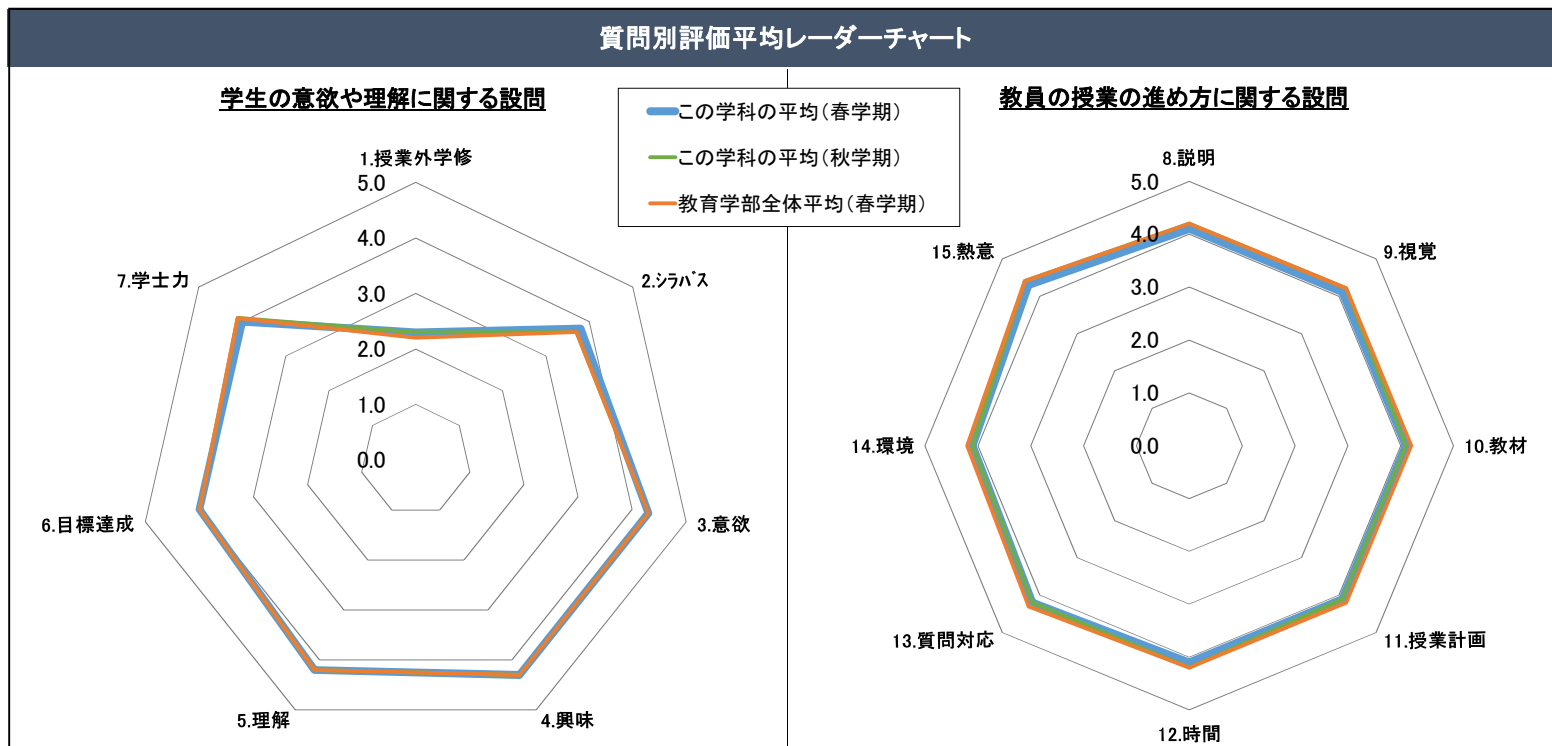 質問別評価平均レーダーチャート
学生の意欲や理解に関する設問
この学科の平均(春学期)
この学科の平均(秋学期)
教育学部全体平均(春学期)
教員の授業の進め方に関する設問
1.授業外学修
5.0
4.0
3.0
2.0
1.0
0.0
2.シラバス
3.意欲
4.興味
5.理解
6.目標達成
7.学士力
8.説明
5.0
4.0
3.0
2.0
1.0
0.0
9.視覚
10.教材
11.授業計画
12.時間
13.質問対応
14.環境
15.熱意